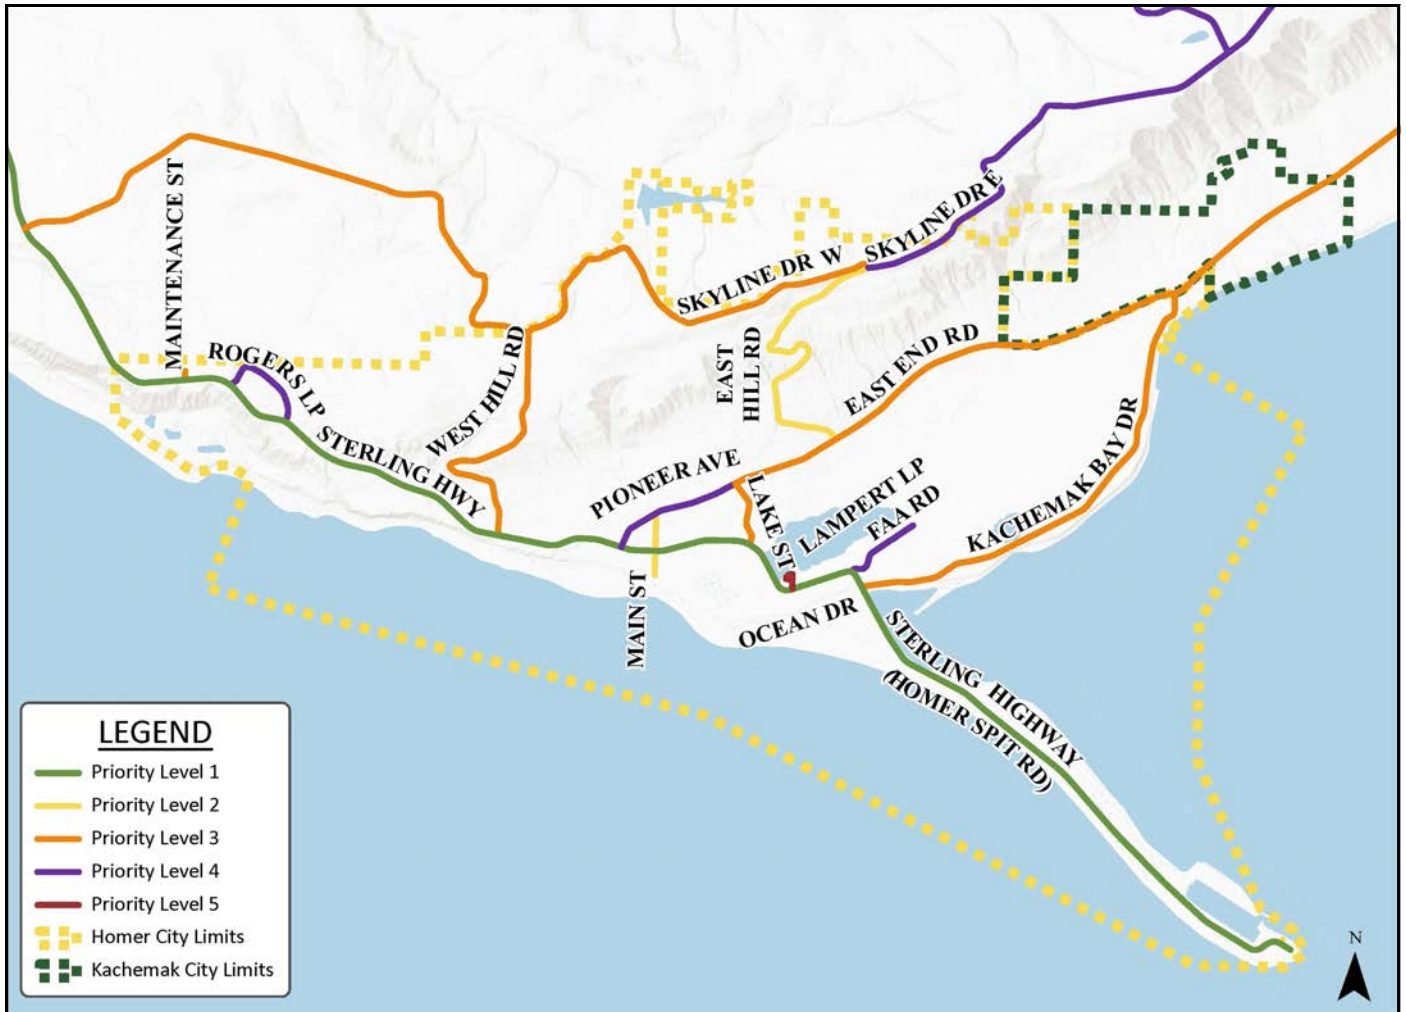 MAINTENANCE ST
ROGERS LP
STERLING HWY
WEST HILL RD
SKYLINE DR W
SKYLINE DR E
EAST
HILL RD
EAST END RD
PIONEER AVE
LAKE ST
LAMPERT LP
FAA RD
KACHEMAK BAY DR
MAIN ST
OCEAN DR
STERLING HIGHWAY
(HOMER SPIT RD)
LEGEND
Priority Level 1
Priority Level 2
Priority Level 3
Priority Level 4
Priority Level 5
Homer City Limits
Kachemak City Limits
N